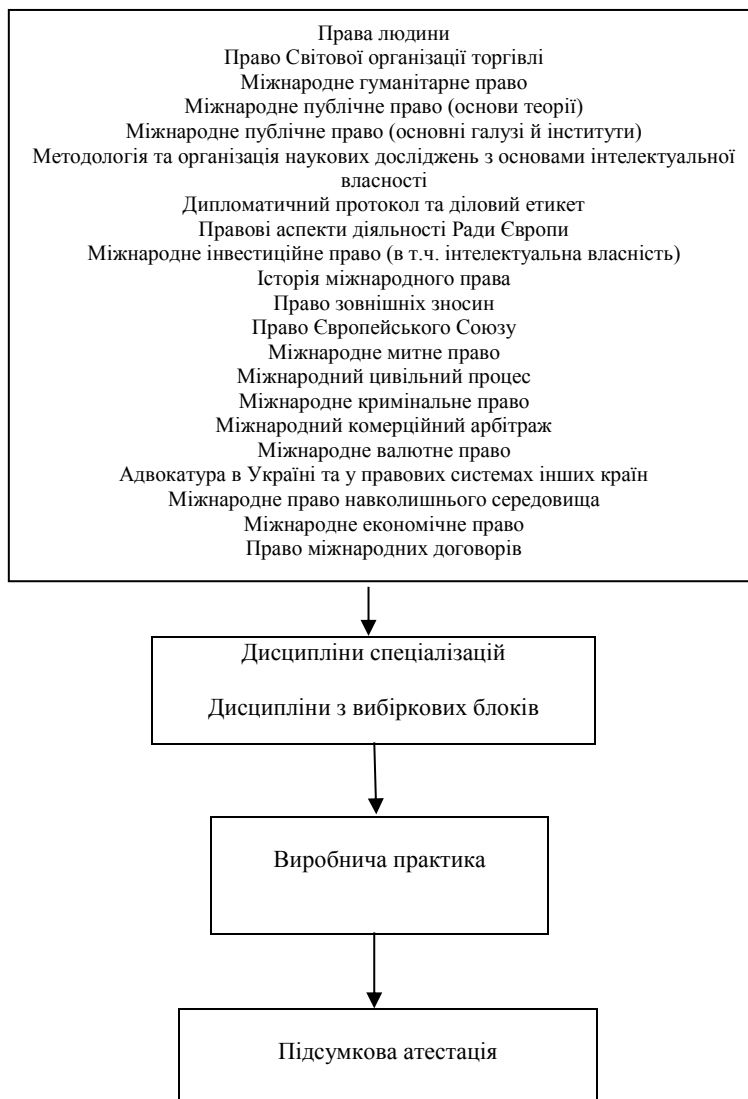 Права людини
Право Світової організації торгівлі
Міжнародне гуманітарне право
Міжнародне публічне право (основи теорії)
Міжнародне публічне право (основні галузі й інститути)
Методологія та організація наукових досліджень з основами інтелектуальної
власності
Дипломатичний протокол та діловий етикет
Правові аспекти діяльності Ради Європи
Міжнародне інвестиційне право (в т.ч. інтелектуальна власність)
Історія міжнародного права
Право зовнішніх зносин
Право Європейського Союзу
Міжнародне митне право
Міжнародний цивільний процес
Міжнародне кримінальне право
Міжнародний комерційний арбітраж
Міжнародне валютне право
Адвокатура в Україні та у правових системах інших країн
Міжнародне право навколишнього середовища
Міжнародне економічне право
Право міжнародних договорів
Дисципліни спеціалізацій
Дисципліни з вибіркових блоків
Виробнича практика
Підсумкова атестація